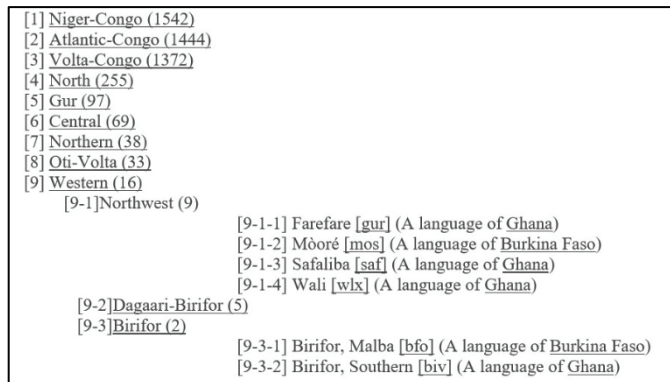 [1] Niger-Congo (1542)
[2] Atlantic-Congo (1444)
[3] Volta-Congo (1372)
[4] North (255)
[5] Gur (97)
[6] Central (69)
[7] Northern (38)
[8] Oti-Volta (33)
[9] Western (16)
[9-1]Northwest (9)
[9-1-1] Farefare [gur] (A language of Ghana)
[9-1-2] Mòoré [mos] (A language of Burkina Faso)
[9-1-3] Safaliba [saf] (A language of Ghana)
[9-1-4] Wali [wlx] (A language of Ghana)
[9-2]Dagaari-Birifor (5)
[9-3]Birifor (2)
[9-3-1] Birifor, Malba [bfo] (A language of Burkina Faso)
[9-3-2] Birifor, Southern [biv] (A language of Ghana)